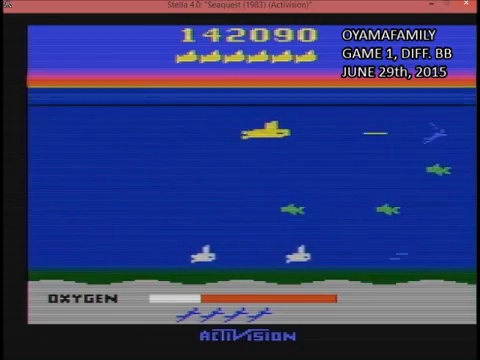 Stella 4.0: "Seaquest (1983) (Activision)"
142090
OYAMAFAMILY
GAME 1, DIFF. BB
JUNE 29th, 2015
OXYGEN
ACTIVISION